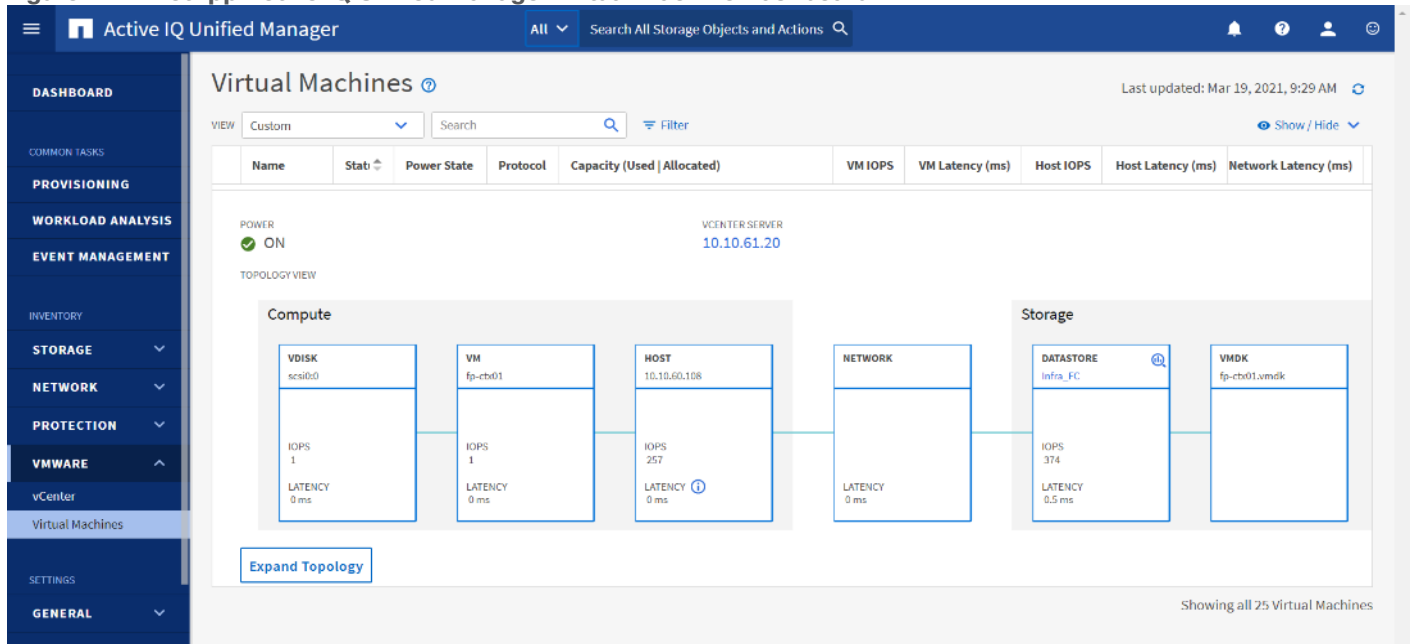 Active IQ Unified Manager
All
Search All Storage Objects and Actions
DASHBOARD
COMMON TASKS
PROVISIONING
WORKLOAD ANALYSIS
EVENT MANAGEMENT
INVENTORY
STORAGE
NETWORK
PROTECTION
VMWARE
vCenter
Virtual Machines
SETTINGS
GENERAL
Virtual Machines
Last updated: Mar 19, 2021, 9:29 AM
VIEW Custom Search Filter Show / Hide
Name Power State Protocol Capacity (Used | Allocated) VM IOPS VM Latency (ms) Host IOPS Host Latency (ms) Network Latency (ms)
POWER
ON
VCENTER SERVER
10.10.61.20
TOPOLOGY VIEW
Compute
VDISK
scsi0:0
IOPS
1
LATENCY
0 ms
VM
fp-ctx01
IOPS
1
LATENCY
0 ms
HOST
10.10.60.108
IOPS
257
LATENCY
0 ms
NETWORK
LATENCY
0 ms
Storage
DATASTORE
Infra_FC
IOPS
374
LATENCY
0.5 ms
VMDK
fp-ctx01.vmdk
Expand Topology
Showing all 25 Virtual Machines